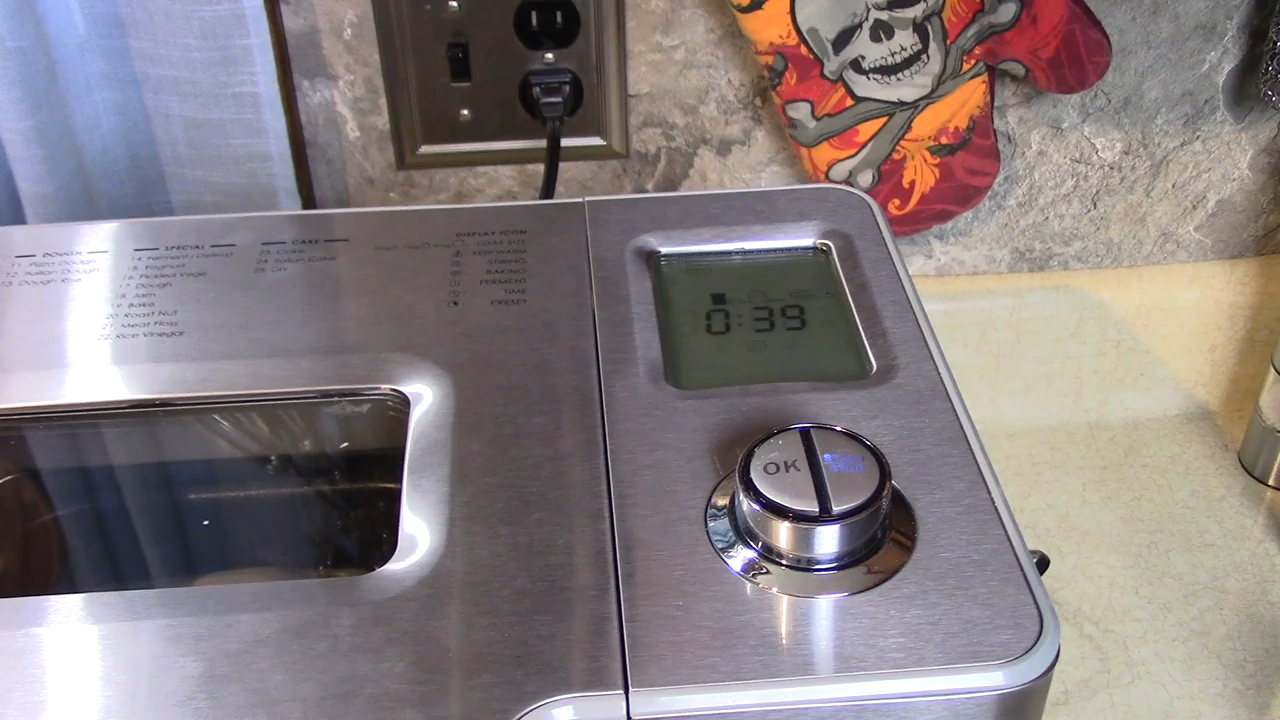 DOUGH
11. Pizza Dough
12. Italian Dough
13. Dough Rise
SPECIAL
14. Ferment / Defrost
15. Yoghurt
16. Pickled Vege
17. Dough
18. Jam
19. Bake
20. Roast Nut
21. Meat Floss
22. Rice Vinegar
CAKE
23. Cake
24. Italian Cake
25. DIY
DISPLAY ICON
LOAF SIZE
KEEP WARM
STIRING
BAKING
FERMENT
TIME
PRESET
0:39
OK
START
STOP